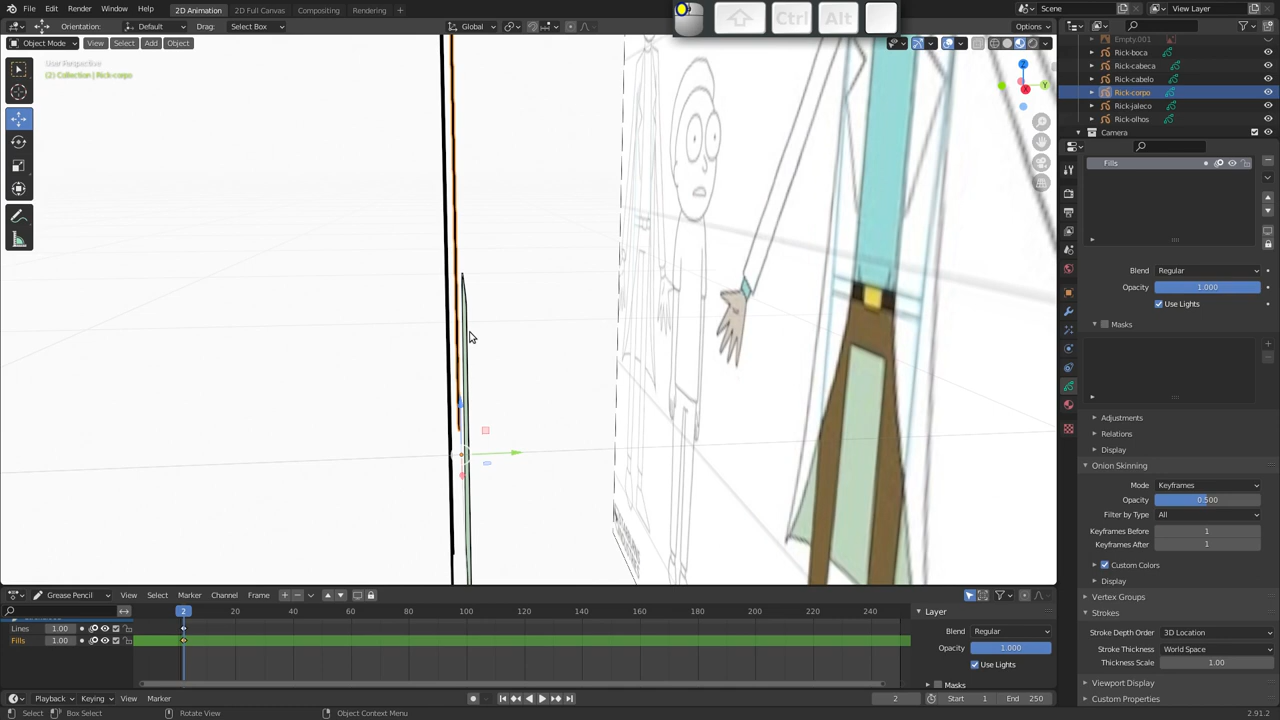 File Edit Render Window Help 2D Animation 2D Full Canvas Compositing Rendering
Shift Ctrl Alt
Scene View Layer
Orientation: Default Drag: Select Box Global Options
Object Mode View Select Add Object
User Perspective
(2) Collection | Rick-corpo
Z
Y
X
Empty.001
Rick-boca
Rick-cabeca
Rick-cabelo
Rick-corpo
Rick-jaleco
Rick-olhos
Camera
Fills
Blend Regular
Opacity 1.000
Use Lights
Masks
Adjustments
Relations
Display
Onion Skinning
Mode Keyframes
Opacity 0.500
Filter by Type All
Keyframes Before 1
Keyframes After 1
Custom Colors
Display
Vertex Groups
Strokes
Stroke Depth Order 3D Location
Stroke Thickness World Space
Thickness Scale 1.00
Viewport Display
Custom Properties
Grease Pencil View Select Marker Channel Frame
2 20 40 60 80 100 120 140 160 180 200 220 240
Lines 1.00
Fills 1.00
Layer
Blend Regular
Opacity 1.000
Use Lights
Masks
Playback Keying View Marker 2 Start 1 End 250
Select Box Select Rotate View Object Context Menu 2.91.2